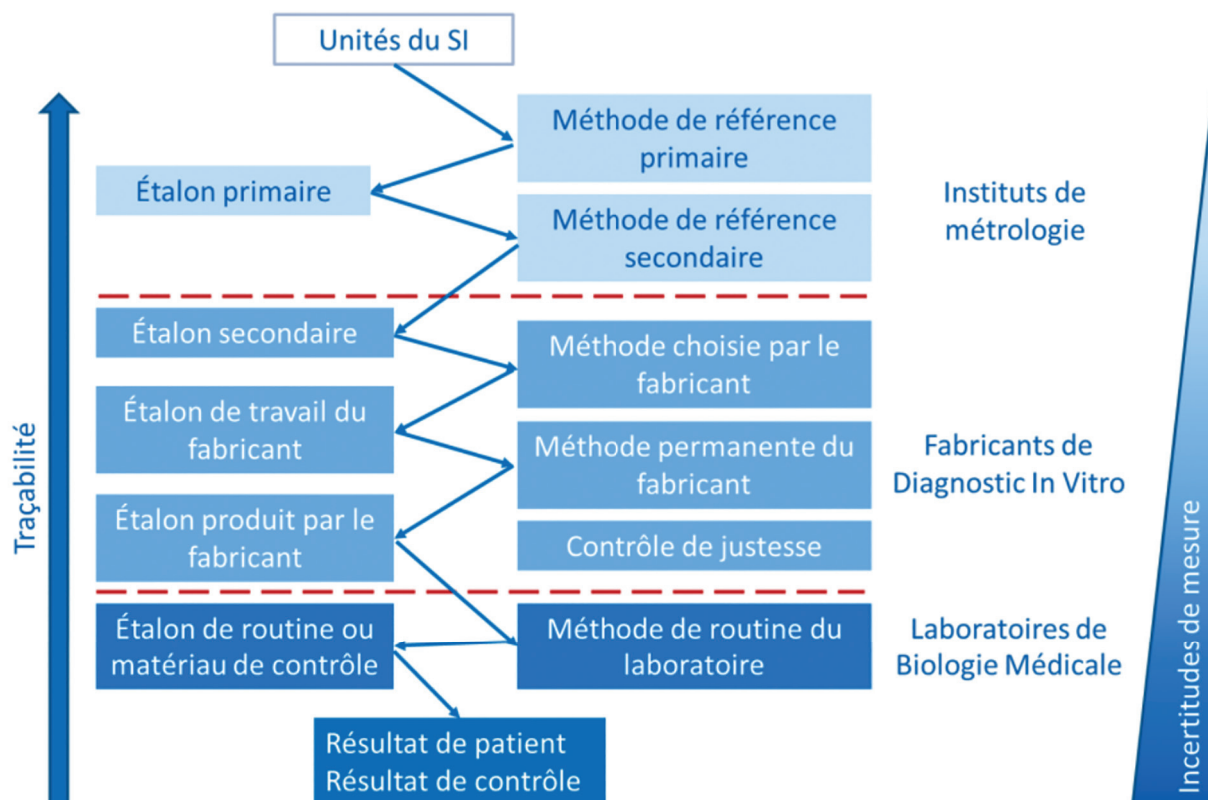 Unités du SI
Méthode de référence
primaire
Étalon primaire
Méthode de référence
secondaire
Instituts de
métrologie
Étalon secondaire
Méthode choisie par le
fabricant
Étalon de travail du
fabricant
Méthode permanente du
fabricant
Fabricants de
Diagnostic In Vitro
Étalon produit par le
fabricant
Contrôle de justesse
Étalon de routine ou
matériau de contrôle
Méthode de routine du
laboratoire
Laboratoires de
Biologie Médicale
Résultat de patient
Résultat de contrôle
Traçabilité
Incertitudes de mesure